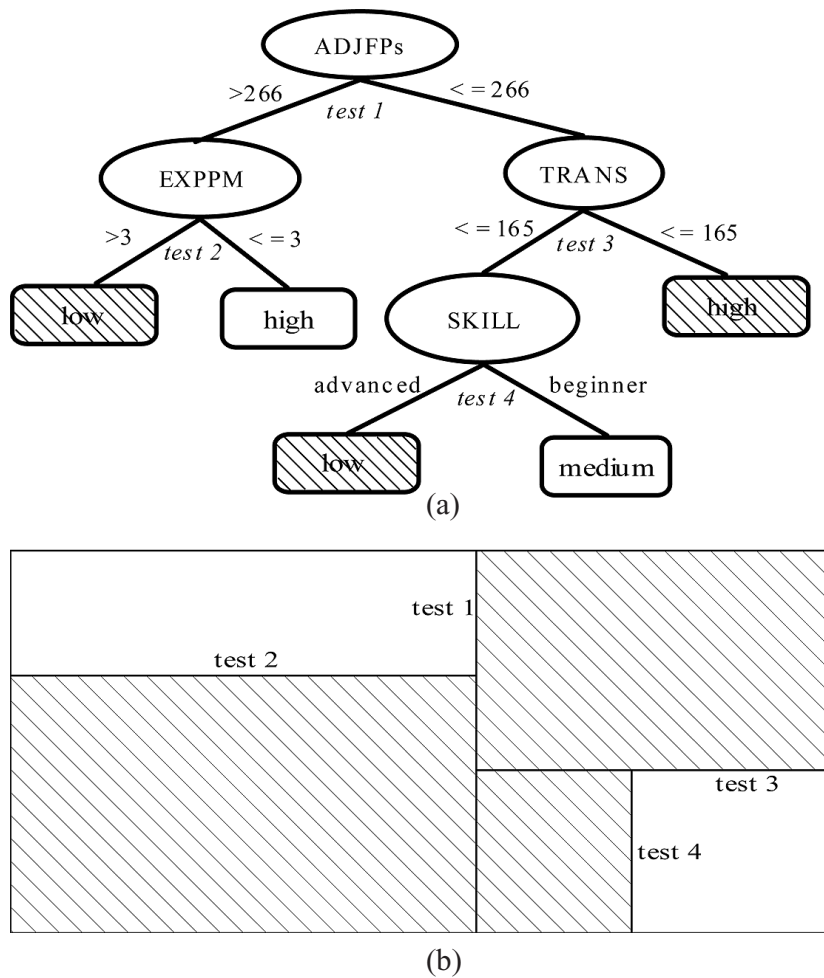 ADJFPs
>266 test 1 < = 266
EXPPM TRANS
>3 test 2 < = 3 < = 165 test 3 < = 165
low high SKILL high
advanced test 4 beginner
low medium
(a)
test 1
test 2
test 3
test 4
(b)